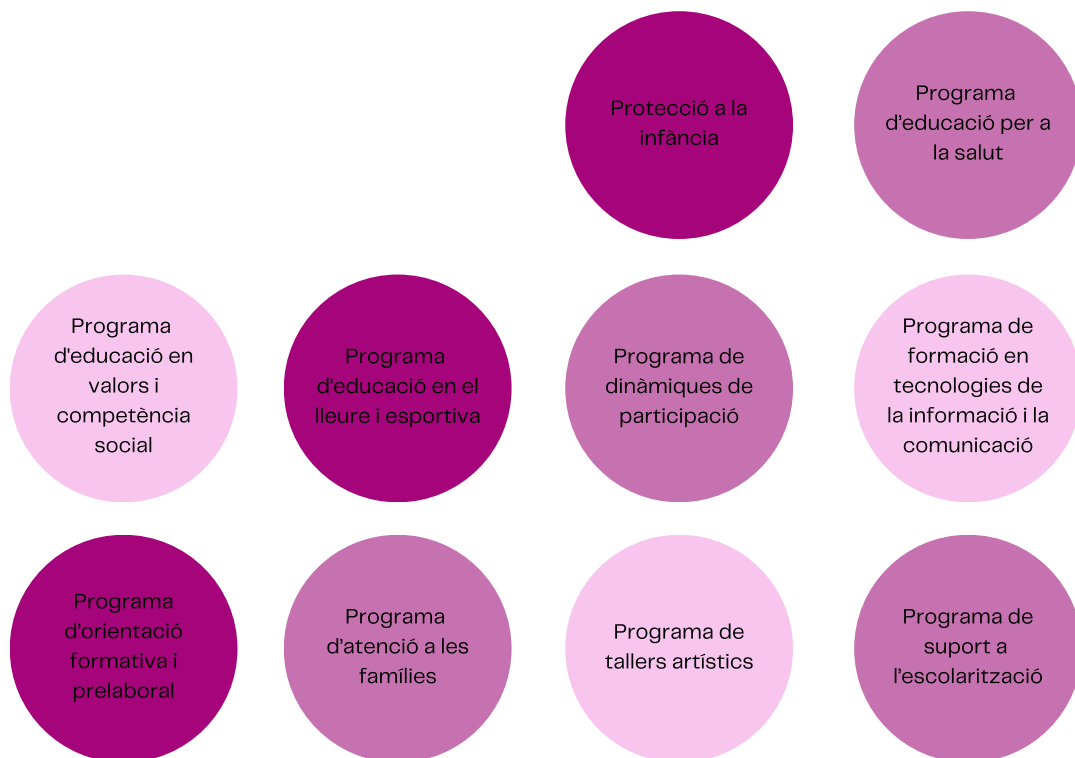 Protecció a la
infància
Programa
d’educació per a
la salut
Programa
d'educació en
valors i
competència
social
Programa
d'educació en el
lleure i esportiva
Programa de
dinàmiques de
participació
Programa de
formació en
tecnologies de
la informació i la
comunicació
Programa
d’orientació
formativa i
prelaboral
Programa
d’atenció a les
famílies
Programa de
tallers artístics
Programa de
suport a
l’escolarització